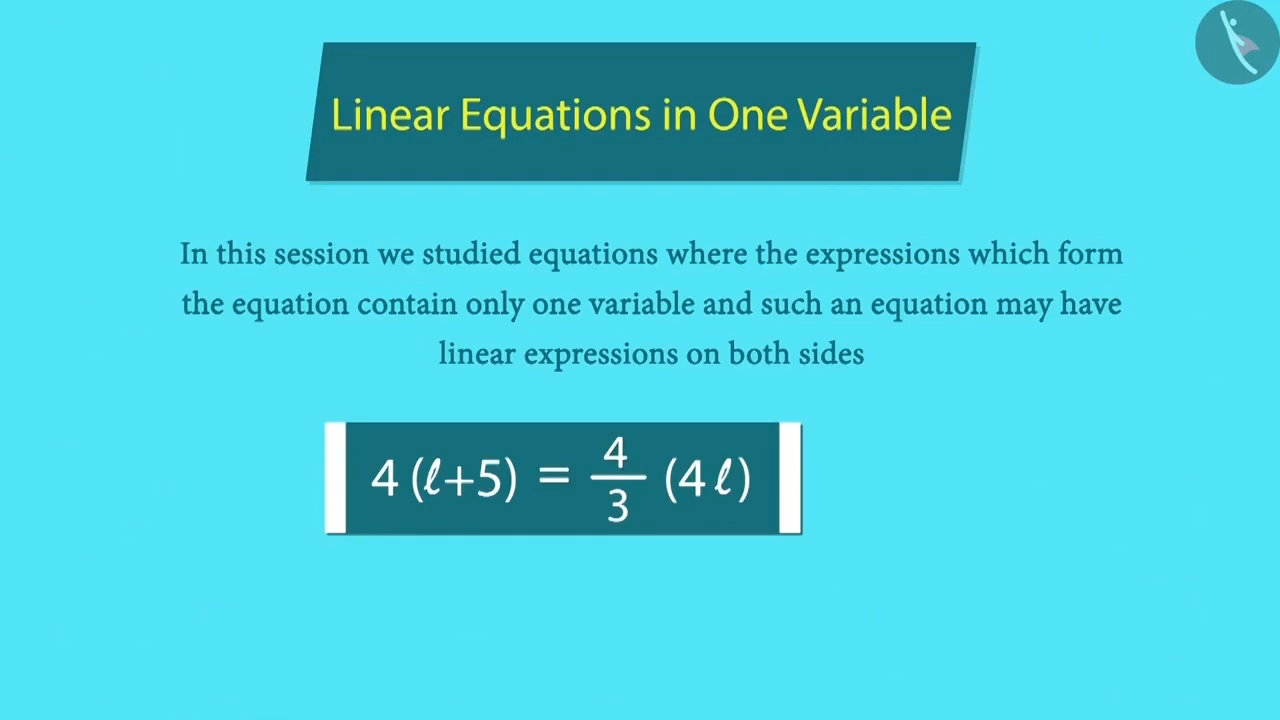 Linear Equations in One Variable
In this session we studied equations where the expressions which form
the equation contain only one variable and such an equation may have
linear expressions on both sides
4 (ℓ+5) = 4/3 (4 ℓ)